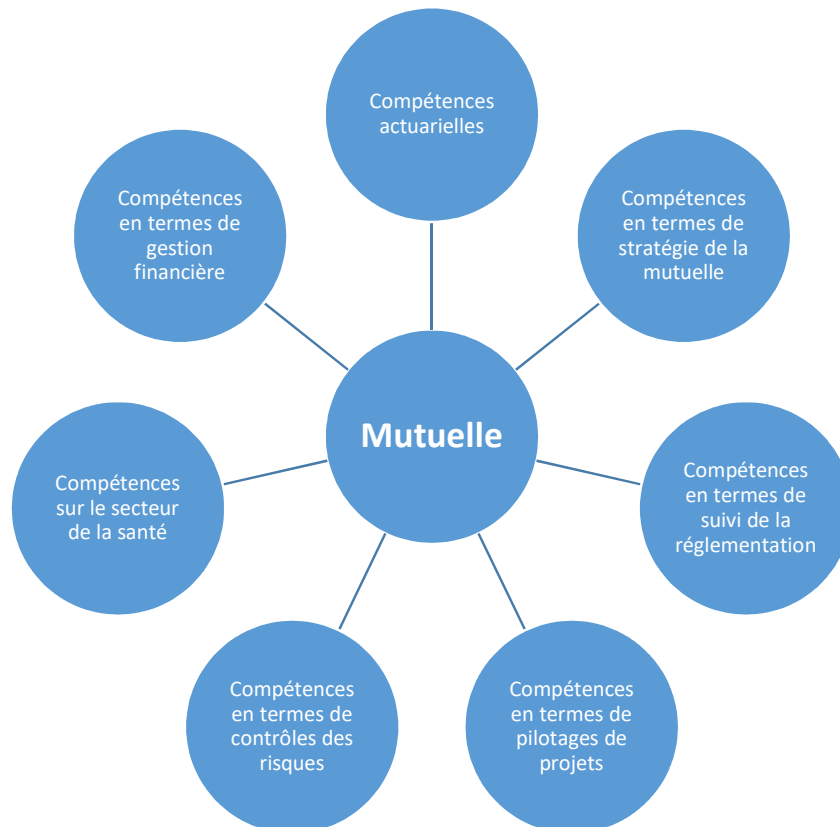 Compétences
actuarielles
Compétences
en termes de
stratégie de la
mutuelle
Compétences
en termes de
suivi de la
réglementation
Compétences
en termes de
pilotages de
projets
Compétences
en termes de
contrôles des
risques
Compétences
sur le secteur
de la santé
Compétences
en termes de
gestion
financière
Mutuelle